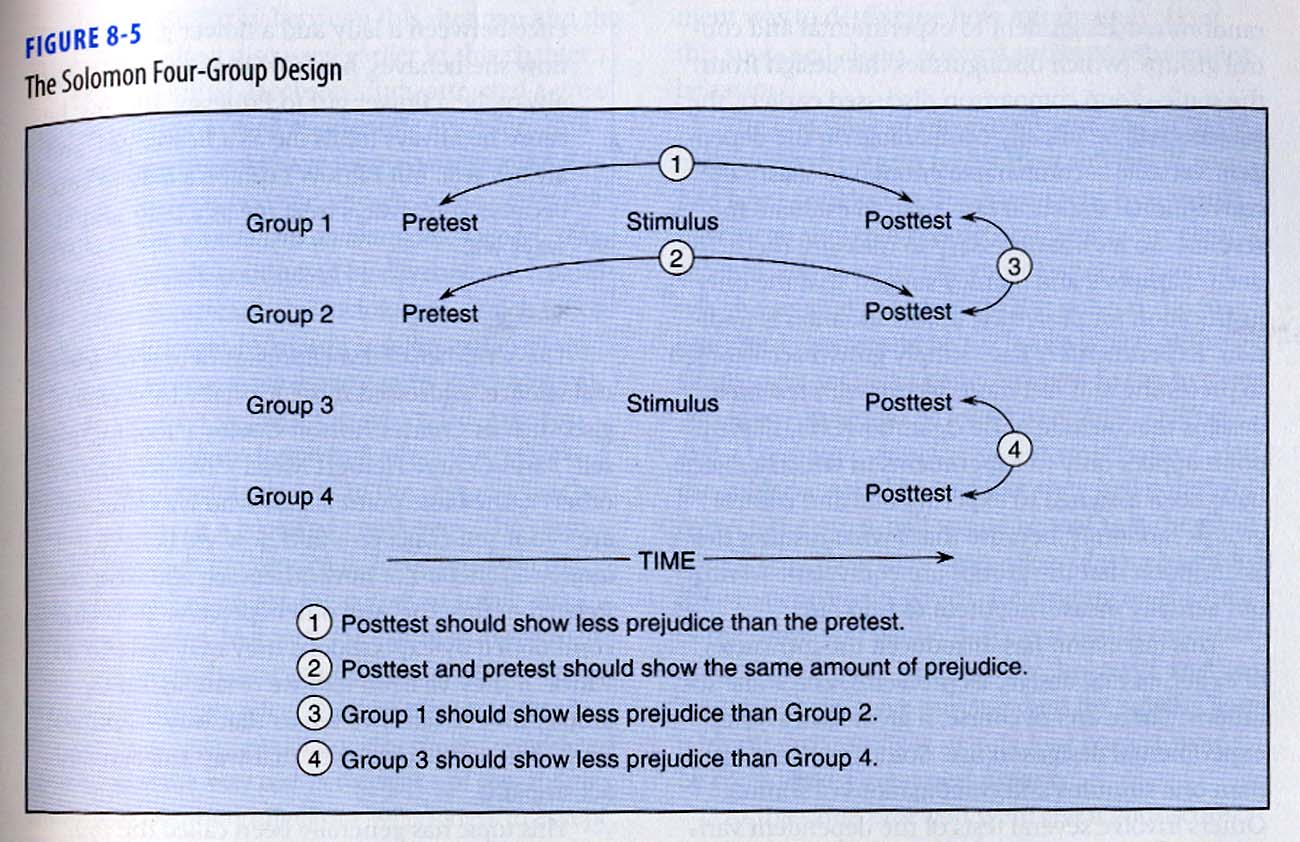 FIGURE 8-5
The Solomon Four-Group Design
1
Group 1 Pretest Stimulus Posttest
2
3
Group 2 Pretest Posttest
Group 3 Stimulus Posttest
4
Group 4 Posttest
TIME
1 Posttest should show less prejudice than the pretest.
2 Posttest and pretest should show the same amount of prejudice.
3 Group 1 should show less prejudice than Group 2.
4 Group 3 should show less prejudice than Group 4.